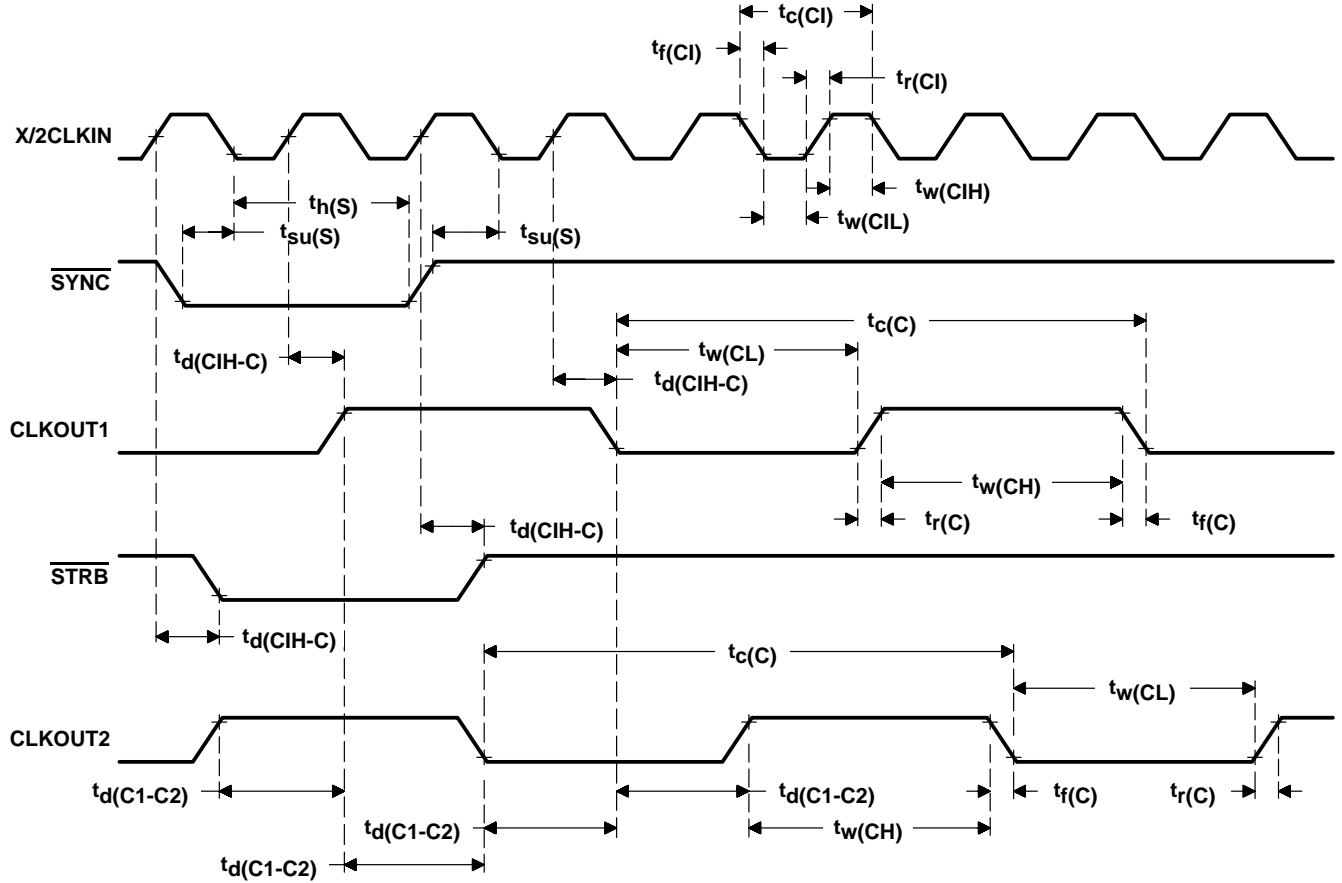 tc(CI)
tf(CI)
tr(CI)
X/2CLKIN
th(S)
tw(CIH)
tsu(S)
tsu(S)
tw(CIL)
SYNC
tc(C)
td(CIH-C)
tw(CL)
td(CIH-C)
CLKOUT1
tw(CH)
td(CIH-C)
tr(C)
tf(C)
STRB
td(CIH-C)
tc(C)
tw(CL)
CLKOUT2
td(C1-C2)
td(C1-C2)
tf(C)
tr(C)
td(C1-C2)
tw(CH)
td(C1-C2)